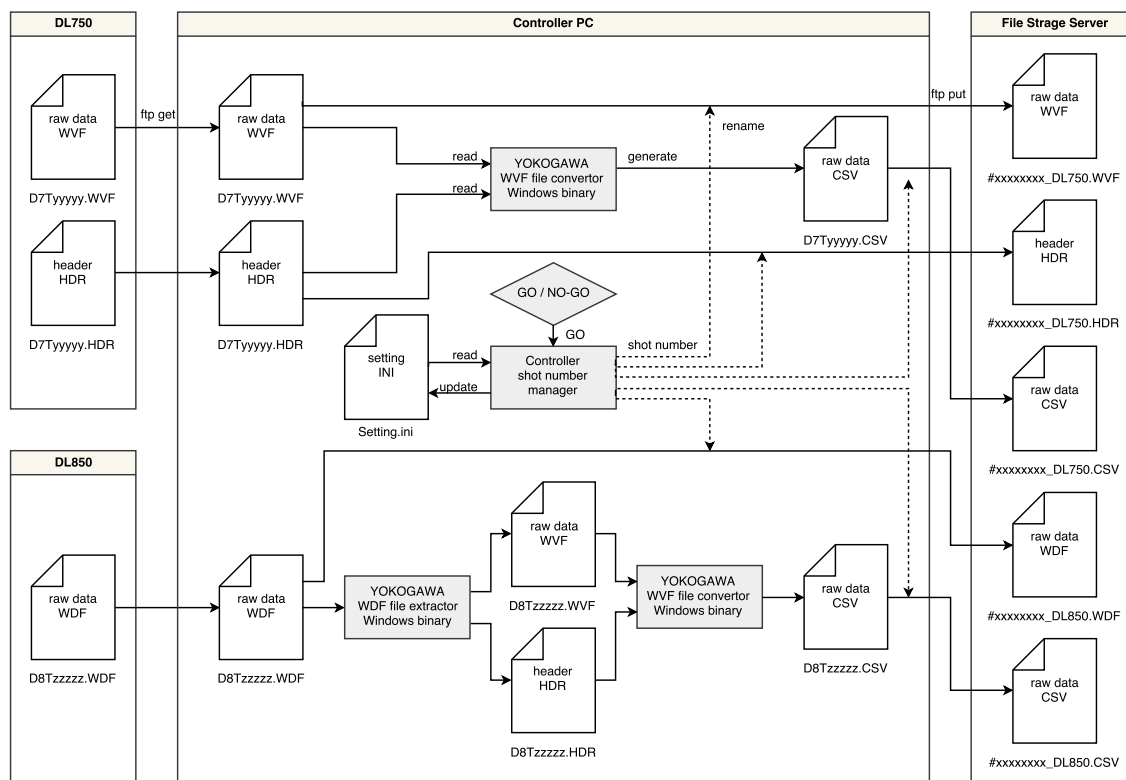 DL750
Controller PC
File Strage Server
raw data
WVF
D7Tyyyyy.WVF
ftp get
raw data
WVF
D7Tyyyyy.WVF
ftp put
raw data
WVF
#xxxxxxxx_DL750.WVF
rename
read
read
YOKOGAWA
WVF file convertor
Windows binary
generate
raw data
CSV
D7Tyyyyy.CSV
header
HDR
D7Tyyyyy.HDR
header
HDR
D7Tyyyyy.HDR
header
HDR
#xxxxxxxx_DL750.HDR
GO / NO-GO
GO
setting
INI
Setting.ini
read
update
Controller
shot number
manager
shot number
raw data
CSV
#xxxxxxxx_DL750.CSV
DL850
raw data
WDF
D8Tzzzzz.WDF
raw data
WDF
D8Tzzzzz.WDF
YOKOGAWA
WDF file extractor
Windows binary
raw data
WVF
D8Tzzzzz.WVF
header
HDR
D8Tzzzzz.HDR
YOKOGAWA
WVF file convertor
Windows binary
raw data
CSV
D8Tzzzzz.CSV
raw data
WDF
#xxxxxxxx_DL850.WDF
raw data
CSV
#xxxxxxxx_DL850.CSV